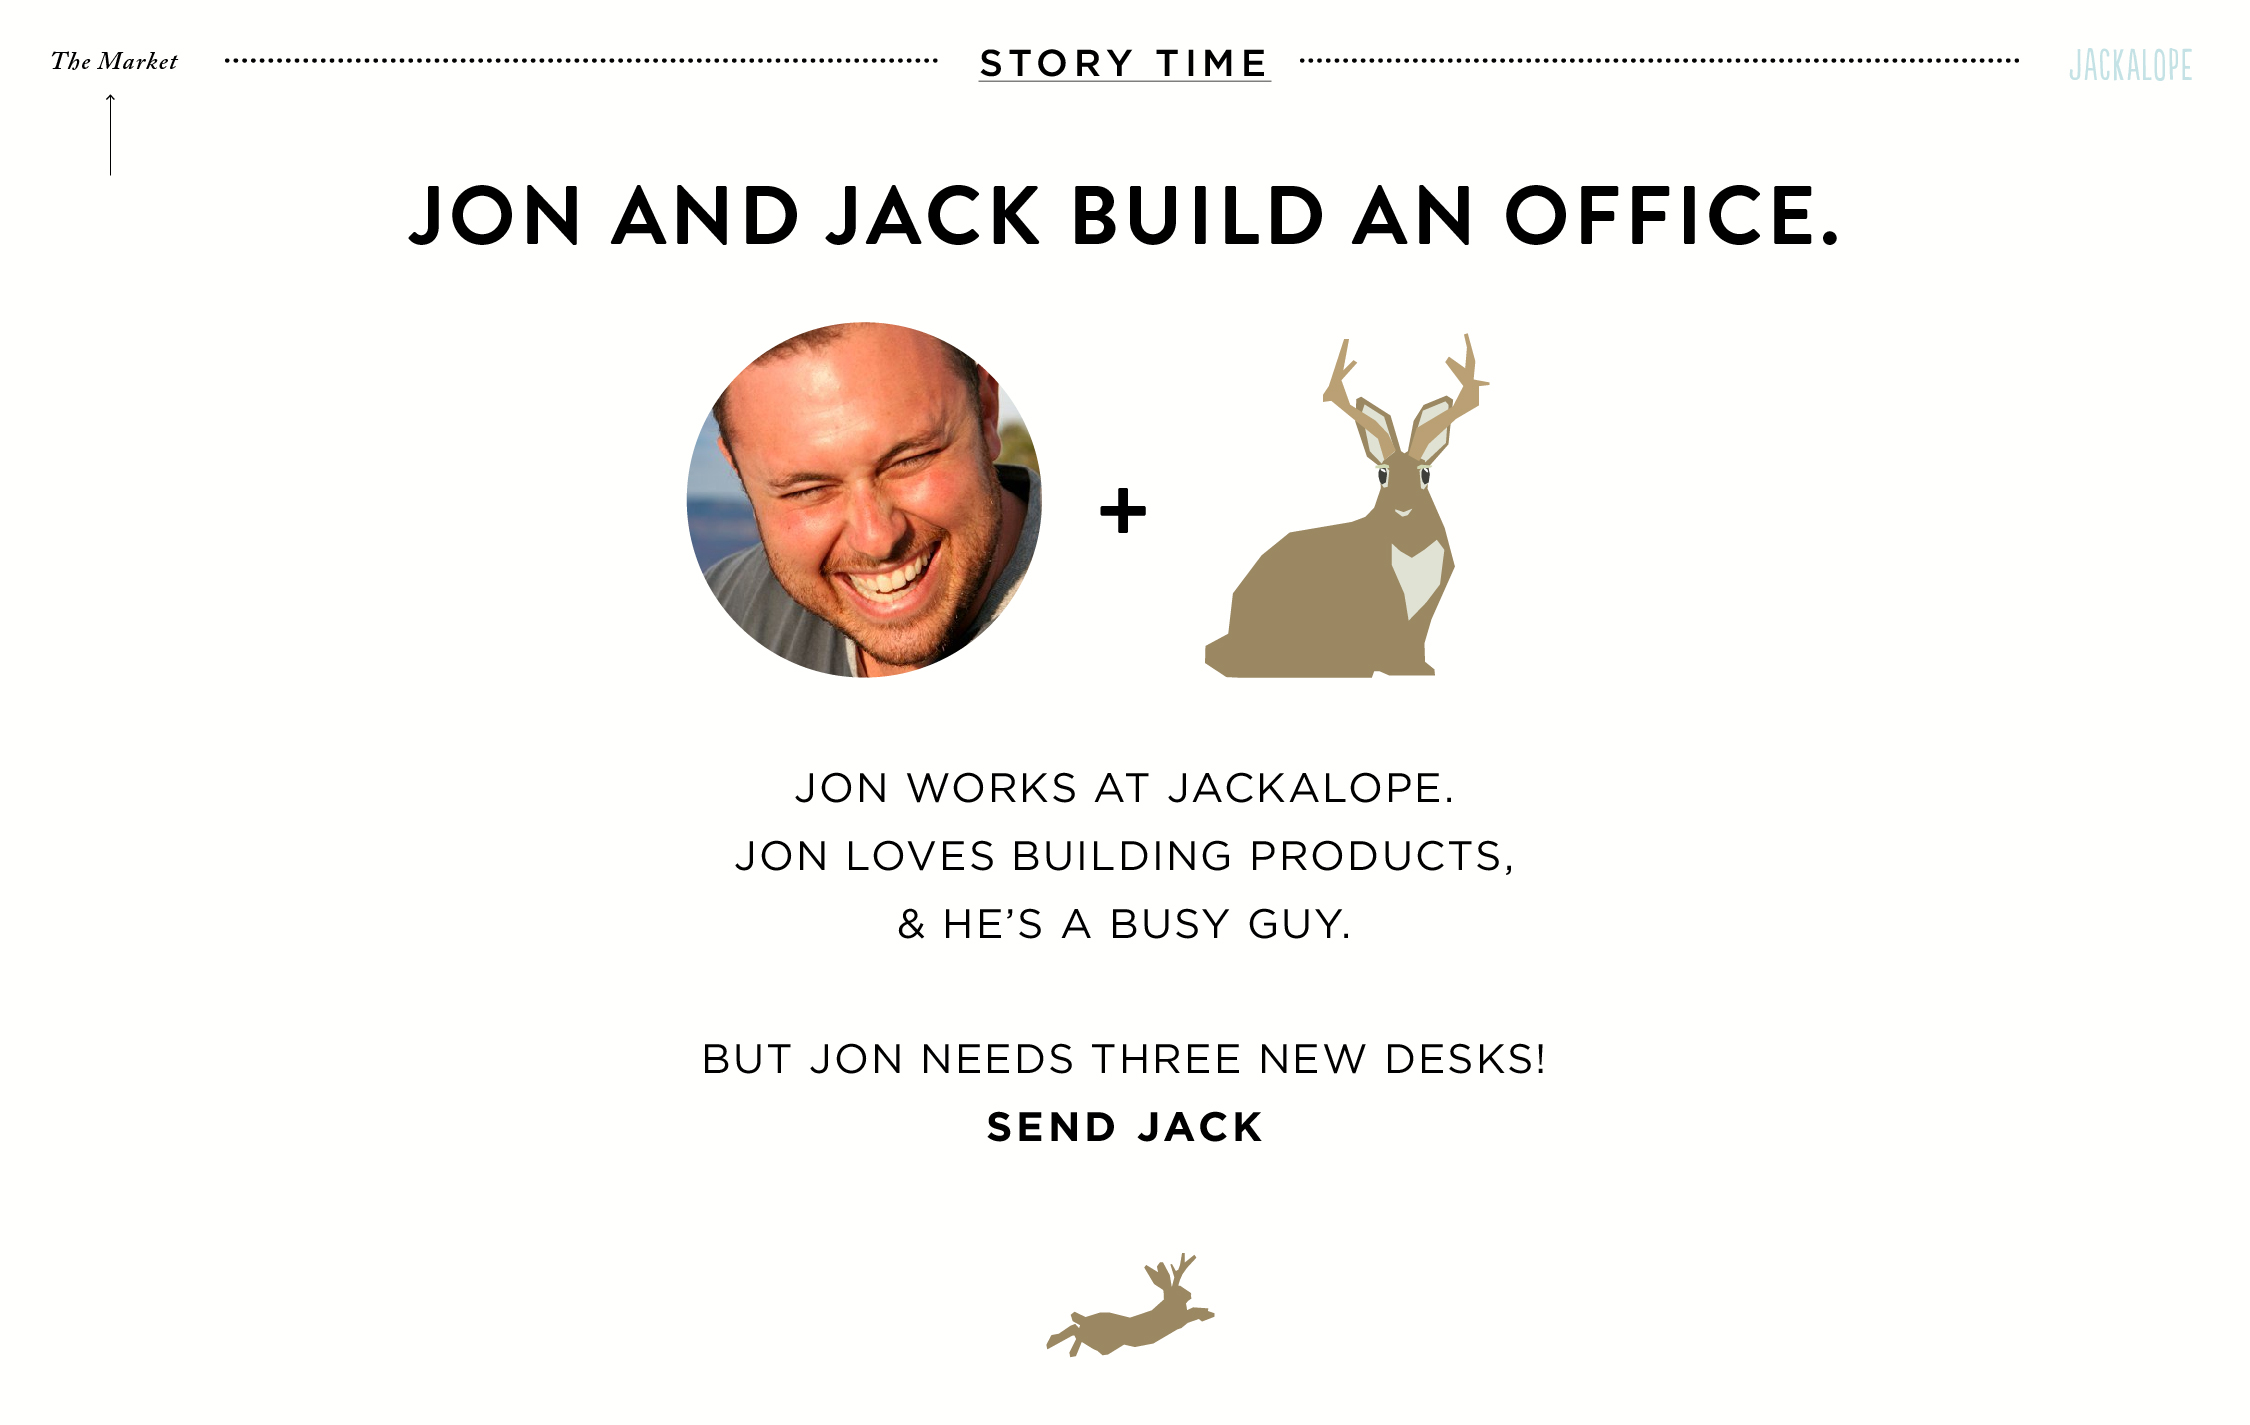 The Market
STORY TIME
JACKALOPE
JON AND JACK BUILD AN OFFICE.
+
JON WORKS AT JACKALOPE.
JON LOVES BUILDING PRODUCTS,
& HE’S A BUSY GUY.
BUT JON NEEDS THREE NEW DESKS!
SEND JACK